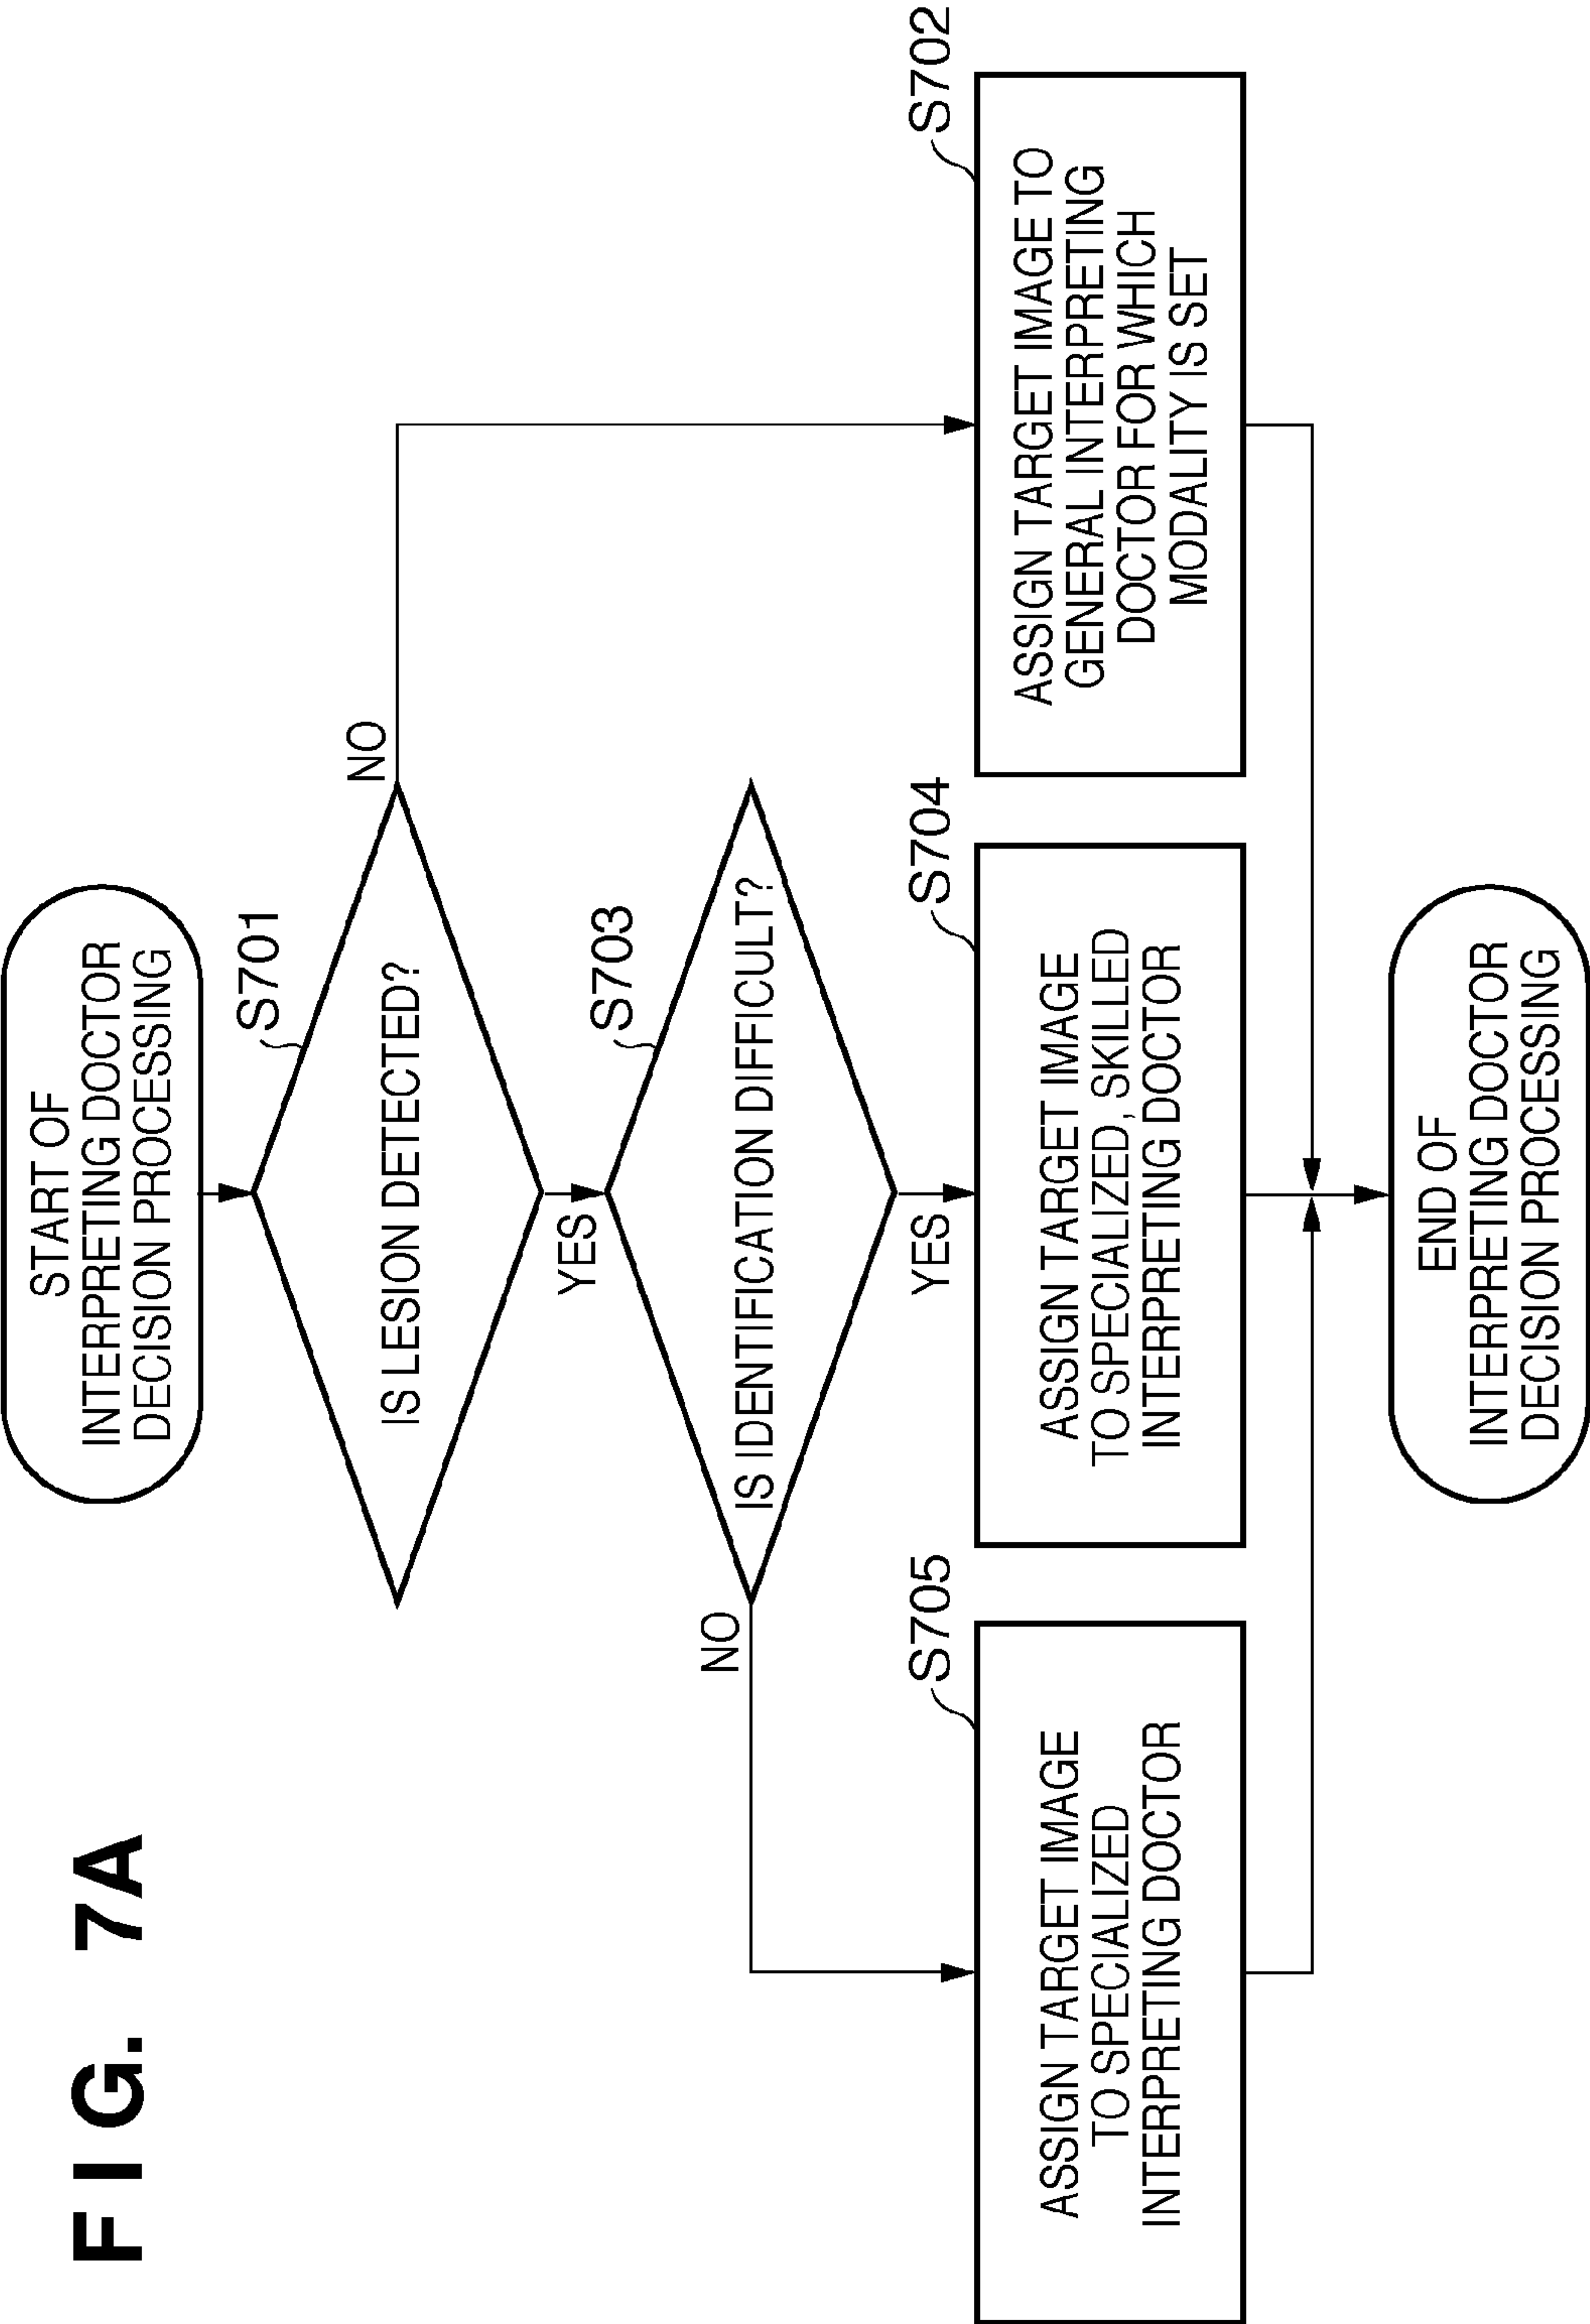 FIG. 7A
START OF
INTERPRETING DOCTOR
DECISION PROCESSING
S701
IS LESION DETECTED?
NO
YES
S703
IS IDENTIFICATION DIFFICULT?
NO
YES
S705
ASSIGN TARGET IMAGE
TO SPECIALIZED
INTERPRETING DOCTOR
S704
ASSIGN TARGET IMAGE
TO SPECIALIZED, SKILLED
INTERPRETING DOCTOR
S702
ASSIGN TARGET IMAGE TO
GENERAL INTERPRETING
DOCTOR FOR WHICH
MODALITY IS SET
END OF
INTERPRETING DOCTOR
DECISION PROCESSING